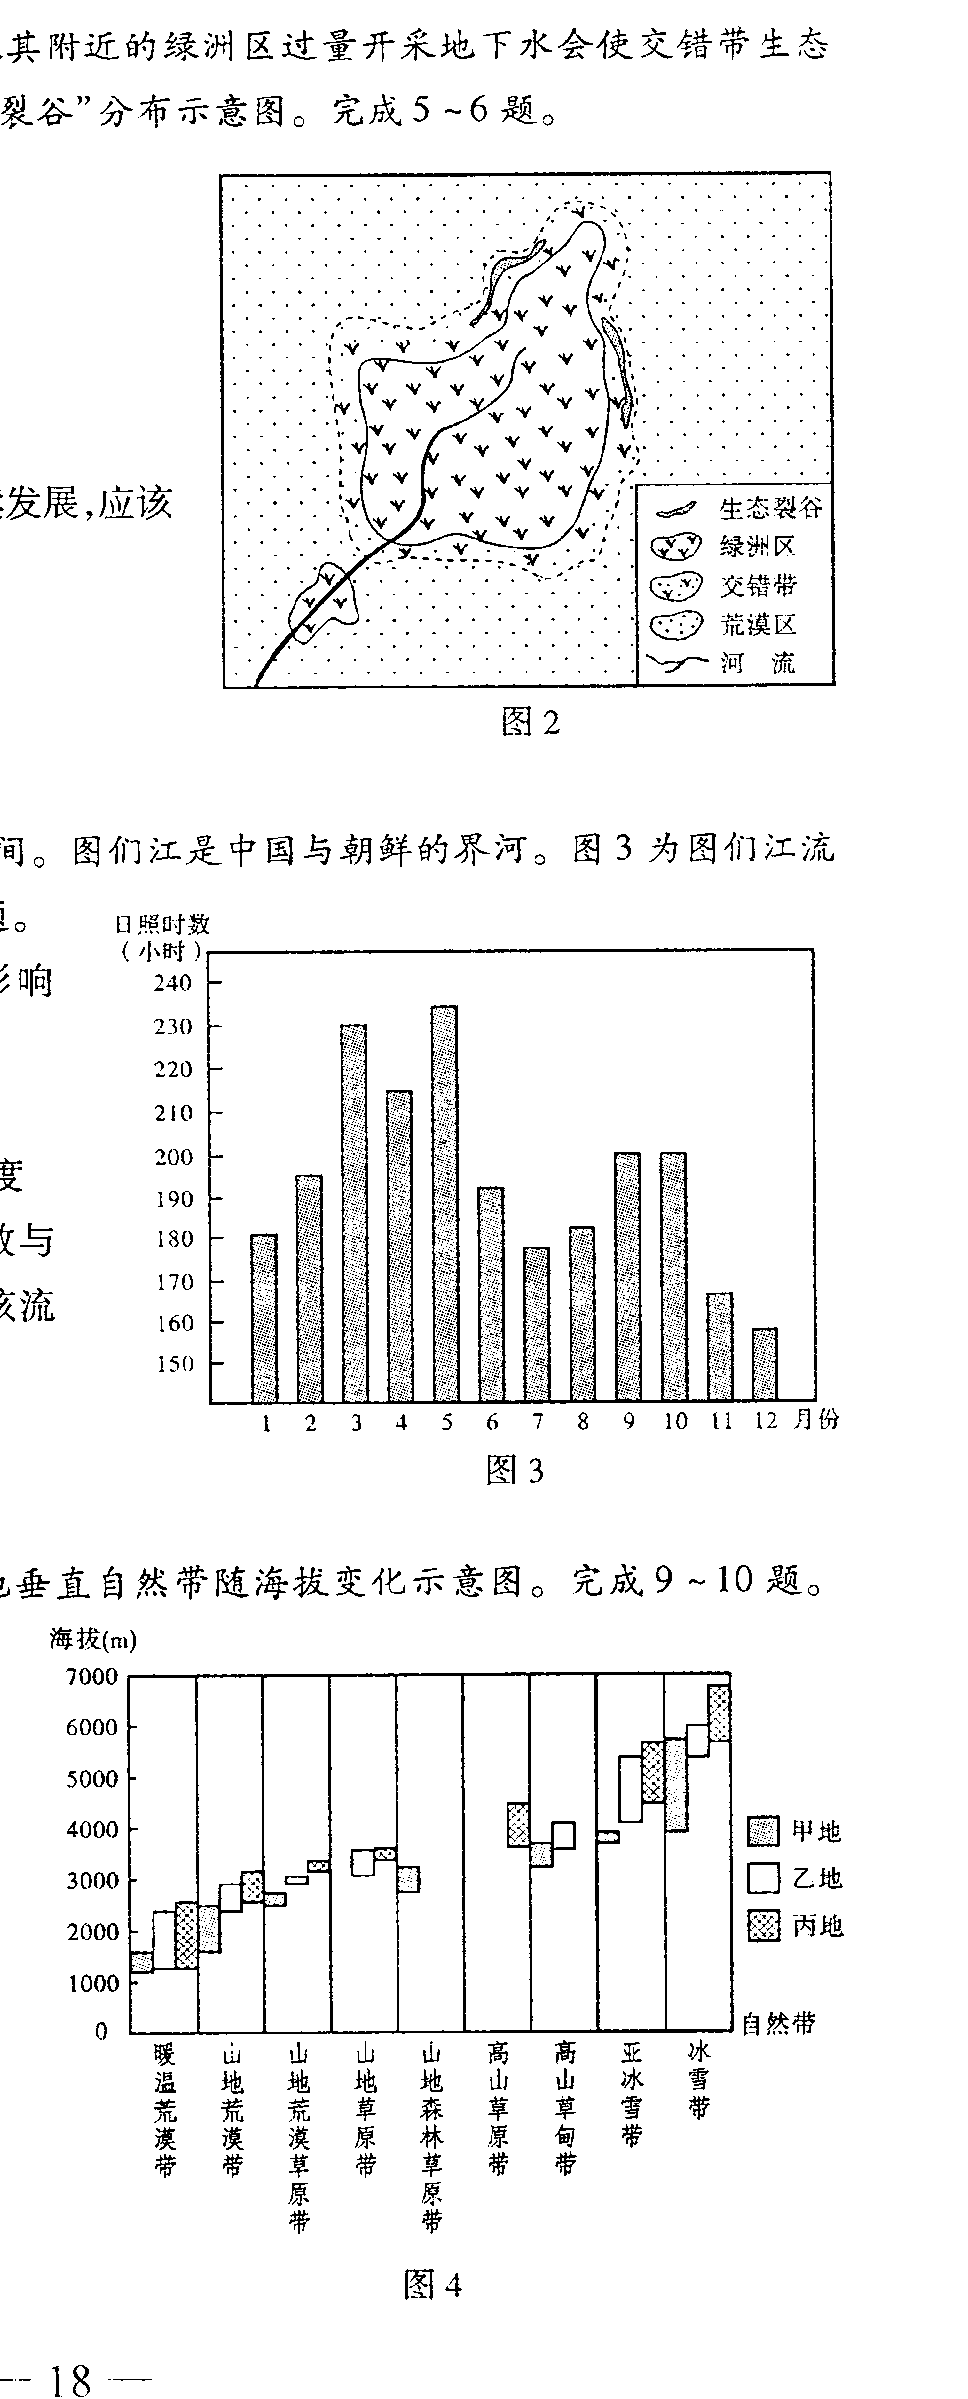 其附近的绿洲区过量开采地下水会使交错带生态
裂谷”分布示意图。完成5~6题。
生态裂谷
绿洲区
交错带
荒漠区
河 流
发展,应该
图2
间。图们江是中国与朝鲜的界河。图3为图们江流
。
日照时数
(小时)
响
240
230
220
210
200
190
180
170
160
150
度
与
流
1 2 3 4 5 6 7 8 9 10 11 12 月份
图3
垂直自然带随海拔变化示意图。完成9~10题。
海拔(m)
7000
6000
5000
4000
3000
2000
1000
0
甲地
乙地
丙地
自然带
暖温荒漠带
山地荒漠带
山地荒漠草原带
山地草原带
山地森林草原带
高山草原带
高山草甸带
亚冰雪带
冰雪带
图4
— 18 —